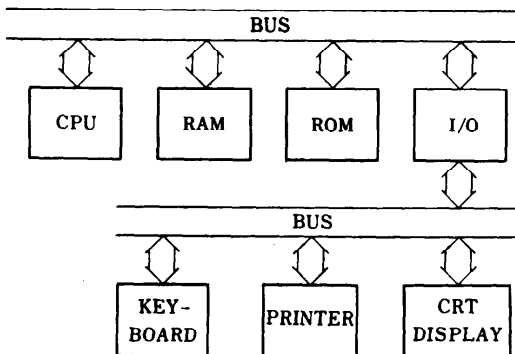 BUS
CPU
RAM
ROM
I/O
BUS
KEY-
BOARD
PRINTER
CRT
DISPLAY